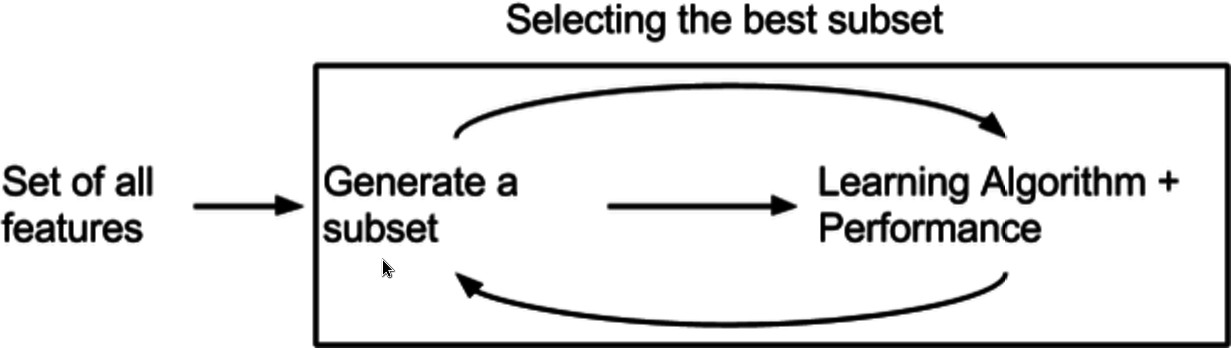 Selecting the best subset
Set of all
features
Generate a
subset
Learning Algorithm +
Performance